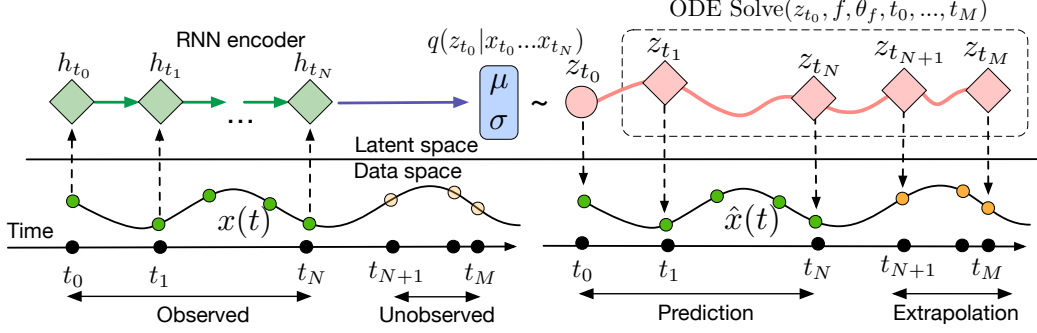 ODE Solve(z_{t_0}, f, θ_f, t_0, ..., t_M)
RNN encoder
q(z_{t_0}|x_{t_0}...x_{t_N})
h_{t_0} h_{t_1} h_{t_N}
z_{t_0} z_{t_1} z_{t_N} z_{t_{N+1}} z_{t_M}
...
μ
σ
~
Latent space
Data space
x(t) x̂(t)
Time
t_0 t_1 t_N t_{N+1} t_M t_0 t_1 t_N t_{N+1} t_M
Observed Unobserved Prediction Extrapolation